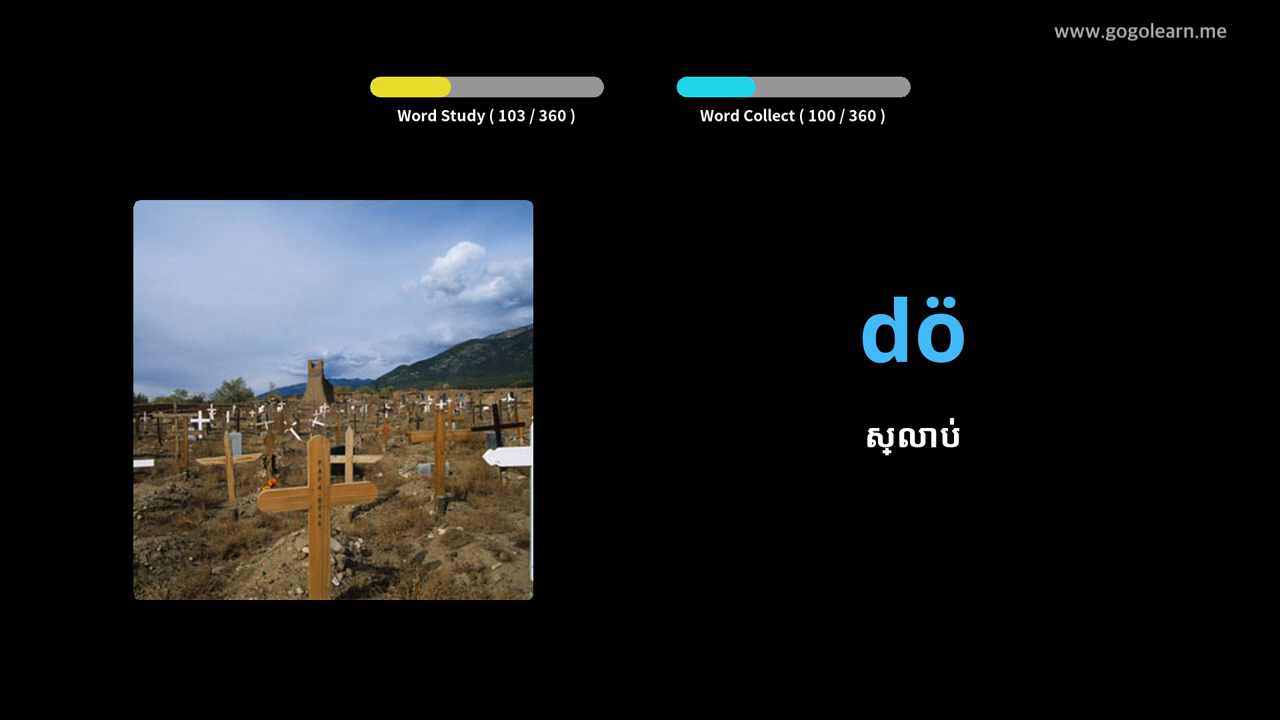 www.gogolearn.me
Word Study ( 103 / 360 )
Word Collect ( 100 / 360 )
dö
ស្លាប់